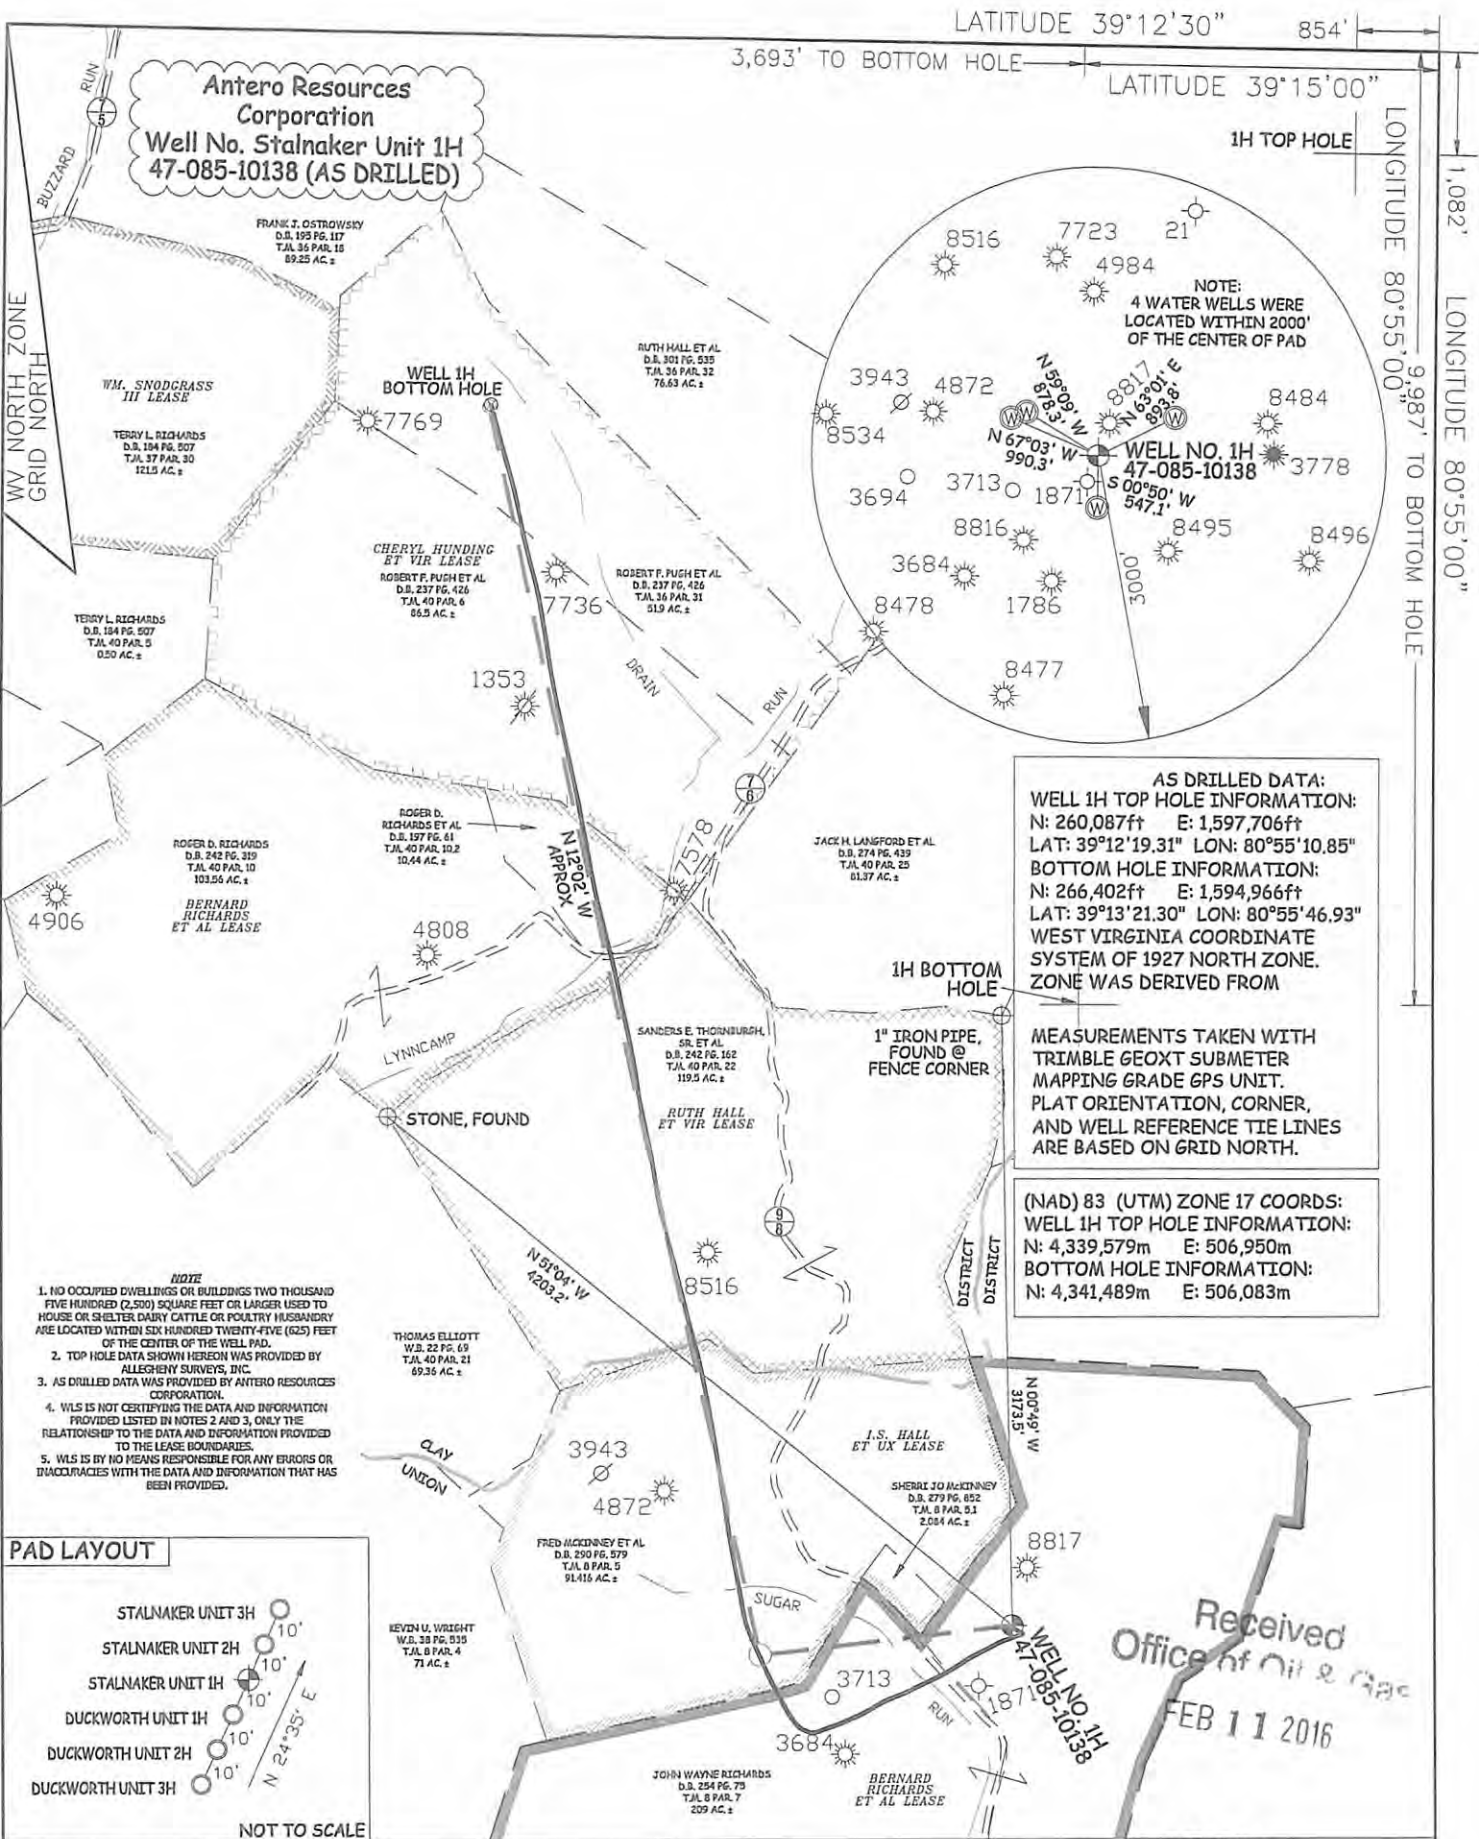 LATITUDE 39°12'30"
854'
3,693' TO BOTTOM HOLE
LATITUDE 39°15'00"
1H TOP HOLE
LONGITUDE 80°55'00"
9,987' TO BOTTOM HOLE
1,082'
LONGITUDE 80°55'00"
BUZZARD
RUN
7
5
Antero Resources
Corporation
Well No. Stalnaker Unit 1H
47-085-10138 (AS DRILLED)
WV NORTH ZONE
GRID NORTH
FRANK J. OSTROWSKY
D.B. 195 PG. 117
T.M. 36 PAR. 18
89.25 AC. ±
WM. SNODGRASS
III LEASE
TERRY L. RICHARDS
D.B. 184 PG. 507
T.M. 37 PAR. 30
121.5 AC. ±
WELL 1H
BOTTOM HOLE
7769
RUTH HALL ET AL
D.B. 301 PG. 535
T.M. 36 PAR. 32
76.63 AC. ±
8516
7723
21
4984
NOTE:
4 WATER WELLS WERE
LOCATED WITHIN 2000'
OF THE CENTER OF PAD
3943
4872
8534
N 59°09' W
878.3'
8817
N 63°01' E
893.8'
8484
W
W
W
N 67°03' W
990.3'
WELL NO. 1H
47-085-10138
3778
3694
3713
1871
S 00°50' W
547.1'
W
8816
8495
8496
3684
1786
3000'
8478
8477
CHERYL HUNDING
ET VIR LEASE
ROBERT P. PUGH ET AL
D.B. 237 PG. 426
T.M. 40 PAR. 6
86.5 AC. ±
7736
ROBERT P. PUGH ET AL
D.B. 237 PG. 426
T.M. 36 PAR. 31
51.9 AC. ±
TERRY L. RICHARDS
D.B. 184 PG. 507
T.M. 40 PAR. 5
0.50 AC. ±
1353
DRAIN
RUN
7
6
AS DRILLED DATA:
WELL 1H TOP HOLE INFORMATION:
N: 260,087ft E: 1,597,706ft
LAT: 39°12'19.31" LON: 80°55'10.85"
BOTTOM HOLE INFORMATION:
N: 266,402ft E: 1,594,966ft
LAT: 39°13'21.30" LON: 80°55'46.93"
WEST VIRGINIA COORDINATE
SYSTEM OF 1927 NORTH ZONE.
ZONE WAS DERIVED FROM
MEASUREMENTS TAKEN WITH
TRIMBLE GEOXT SUBMETER
MAPPING GRADE GPS UNIT.
PLAT ORIENTATION, CORNER,
AND WELL REFERENCE TIE LINES
ARE BASED ON GRID NORTH.
ROGER D. RICHARDS
D.B. 242 PG. 319
T.M. 40 PAR. 10
103.56 AC. ±
BERNARD
RICHARDS
ET AL LEASE
4906
ROGER D.
RICHARDS ET AL
D.B. 197 PG. 61
T.M. 40 PAR. 10.2
10.44 AC. ±
N 12°02' W
APPROX
7578
JACK H. LANGFORD ET AL
D.B. 274 PG. 439
T.M. 40 PAR. 25
81.37 AC. ±
4808
1H BOTTOM
HOLE
LYNNCAMP
SANDERS E. THORNBURGH,
SR. ET AL
D.B. 242 PG. 162
T.M. 40 PAR. 22
119.5 AC. ±
RUTH HALL
ET VIR LEASE
1" IRON PIPE,
FOUND @
FENCE CORNER
STONE, FOUND
(NAD) 83 (UTM) ZONE 17 COORDS:
WELL 1H TOP HOLE INFORMATION:
N: 4,339,579m E: 506,950m
BOTTOM HOLE INFORMATION:
N: 4,341,489m E: 506,083m
9
8
DISTRICT
DISTRICT
N 51°04' W
4203.2'
8516
NOTE
1. NO OCCUPIED DWELLINGS OR BUILDINGS TWO THOUSAND
FIVE HUNDRED (2,500) SQUARE FEET OR LARGER USED TO
HOUSE OR SHELTER DAIRY CATTLE OR POULTRY HUSBANDRY
ARE LOCATED WITHIN SIX HUNDRED TWENTY-FIVE (625) FEET
OF THE CENTER OF THE WELL PAD.
2. TOP HOLE DATA SHOWN HEREON WAS PROVIDED BY
ALLEGHENY SURVEYS, INC.
3. AS DRILLED DATA WAS PROVIDED BY ANTERO RESOURCES
CORPORATION.
4. WLS IS NOT CERTIFYING THE DATA AND INFORMATION
PROVIDED LISTED IN NOTES 2 AND 3, ONLY THE
RELATIONSHIP TO THE DATA AND INFORMATION PROVIDED
TO THE LEASE BOUNDARIES.
5. WLS IS BY NO MEANS RESPONSIBLE FOR ANY ERRORS OR
INACCURACIES WITH THE DATA AND INFORMATION THAT HAS
BEEN PROVIDED.
THOMAS ELLIOTT
W.B. 22 PG. 69
T.M. 40 PAR. 21
69.36 AC. ±
N 00°49' W
3173.5'
CLAY
UNION
3943
4872
I.S. HALL
ET UX LEASE
SHERRI JO McKINNEY
D.B. 279 PG. 852
T.M. 8 PAR. 5.1
2.084 AC. ±
FRED McKINNEY ET AL
D.B. 290 PG. 579
T.M. 8 PAR. 5
91.416 AC. ±
8817
SUGAR
RUN
KEVIN U. WRIGHT
W.B. 38 PG. 535
T.M. 8 PAR. 4
71 AC. ±
3713
1871
WELL NO. 1H
47-085-10138
3684
JOHN WAYNE RICHARDS
D.B. 254 PG. 75
T.M. 8 PAR. 7
209 AC. ±
BERNARD
RICHARDS
ET AL LEASE
Received
Office of Oil & Gas
FEB 11 2016
PAD LAYOUT
STALNAKER UNIT 3H
10'
STALNAKER UNIT 2H
10'
STALNAKER UNIT 1H
10'
DUCKWORTH UNIT 1H
10'
DUCKWORTH UNIT 2H
10'
DUCKWORTH UNIT 3H
N 24°35' E
NOT TO SCALE